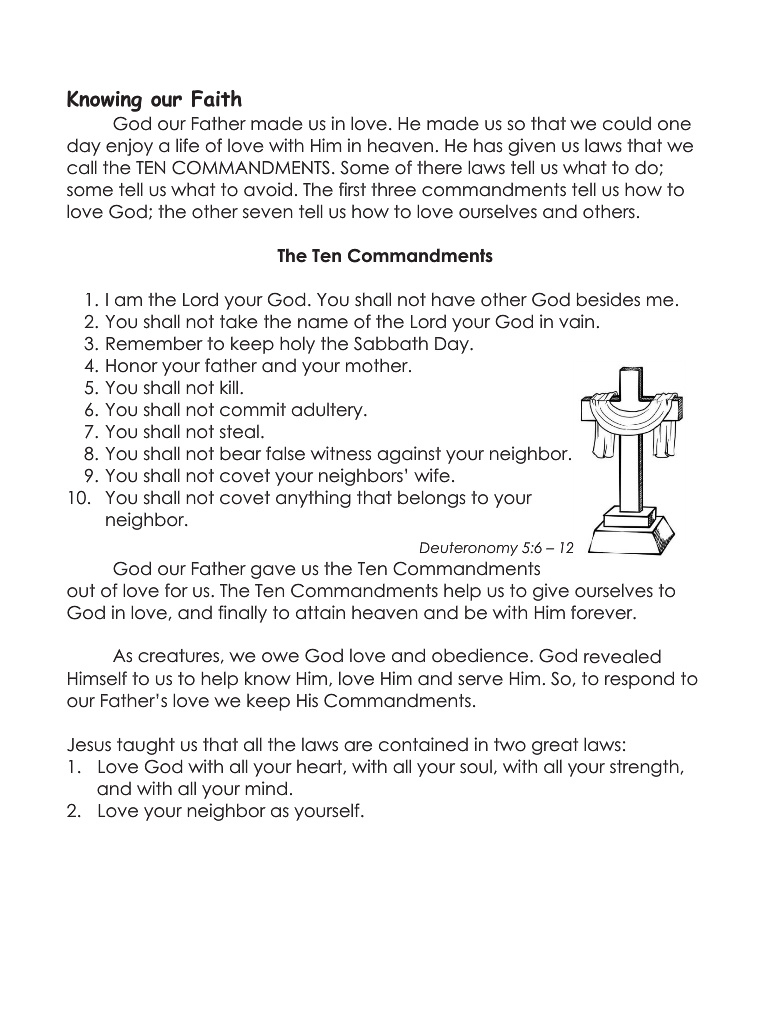 Knowing our Faith
God our Father made us in love. He made us so that we could one
day enjoy a life of love with Him in heaven. He has given us laws that we
call the TEN COMMANDMENTS. Some of there laws tell us what to do;
some tell us what to avoid. The first three commandments tell us how to
love God; the other seven tell us how to love ourselves and others.
The Ten Commandments
1. I am the Lord your God. You shall not have other God besides me.
2. You shall not take the name of the Lord your God in vain.
3. Remember to keep holy the Sabbath Day.
4. Honor your father and your mother.
5. You shall not kill.
6. You shall not commit adultery.
7. You shall not steal.
8. You shall not bear false witness against your neighbor.
9. You shall not covet your neighbors’ wife.
10. You shall not covet anything that belongs to your
neighbor.
Deuteronomy 5:6 – 12
God our Father gave us the Ten Commandments
out of love for us. The Ten Commandments help us to give ourselves to
God in love, and finally to attain heaven and be with Him forever.
As creatures, we owe God love and obedience. God revealed
Himself to us to help know Him, love Him and serve Him. So, to respond to
our Father’s love we keep His Commandments.
Jesus taught us that all the laws are contained in two great laws:
1. Love God with all your heart, with all your soul, with all your strength,
and with all your mind.
2. Love your neighbor as yourself.